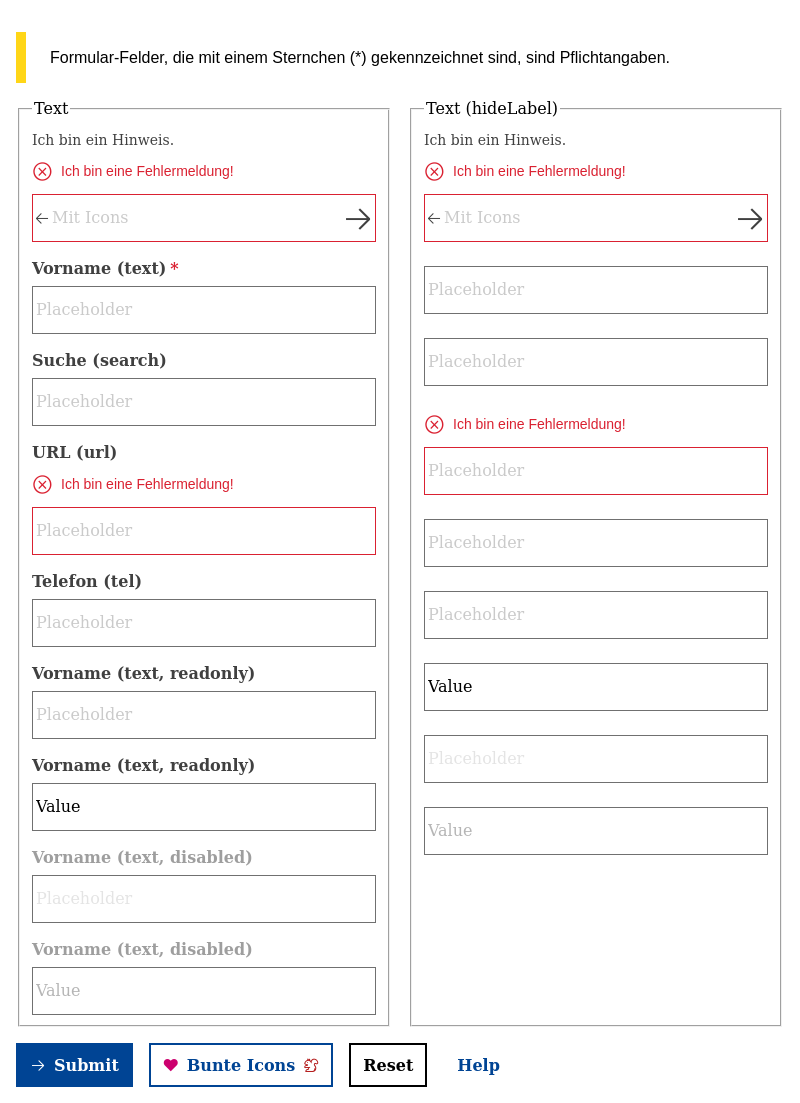 Formular-Felder, die mit einem Sternchen (*) gekennzeichnet sind, sind Pflichtangaben.
Text
Ich bin ein Hinweis.
Ich bin eine Fehlermeldung!
Mit Icons
Vorname (text) *
Placeholder
Suche (search)
Placeholder
URL (url)
Ich bin eine Fehlermeldung!
Placeholder
Telefon (tel)
Placeholder
Vorname (text, readonly)
Placeholder
Vorname (text, readonly)
Value
Vorname (text, disabled)
Placeholder
Vorname (text, disabled)
Value
Text (hideLabel)
Ich bin ein Hinweis.
Ich bin eine Fehlermeldung!
Mit Icons
Placeholder
Placeholder
Ich bin eine Fehlermeldung!
Placeholder
Placeholder
Placeholder
Value
Placeholder
Value
Submit
Bunte Icons
Reset
Help